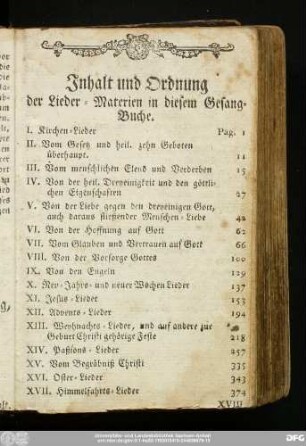 Inhalt und Ordnung
der Lieder-Materien in diesem Gesang-
Buche.
I. Kirchen-Lieder Pag. 1
II. Vom Gesetz und heil. zehn Geboten
überhaupt. 11
III. Vom menschlichen Elend und Verderben 15
IV. Von der heil. Dreyeinigkeit und den göttli-
chen Eigenschaften 27
V. Von der Liebe gegen den dreyeinigen Gott,
auch daraus fliessender Menschen-Liebe 42
VI. Von der Hoffnung auf Gott 62
VII. Vom Glauben und Vertrauen auf Gott 66
VIII. Von der Vorsorge Gottes 100
IX. Von den Engeln 129
X. Neu-Jahrs- und neuer Wochen Lieder 137
XI. Jesus-Lieder 153
XII. Advents-Lieder 194
XIII. Weyhnachts-Lieder, und auf andere zur
Geburt Christi gehörige Feste 218
XIV. Paßions-Lieder 257
XV. Vom Begräbniß Christi 335
XVI. Oster-Lieder 343
XVII. Himmelfahrts-Lieder 374
XVIII.